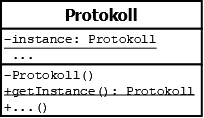 Protokoll
-instance: Protokoll
...
-Protokoll()
+getInstance(): Protokoll
+...()